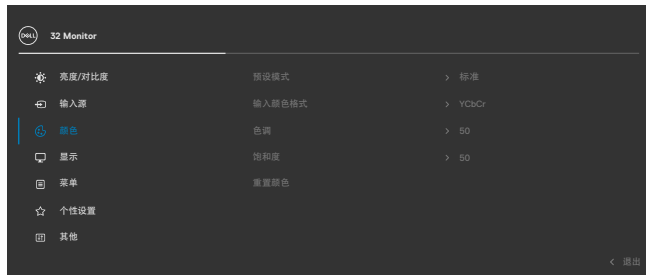 DELL 32 Monitor
亮度/对比度 预设模式 > 标准
输入源 输入颜色格式 > YCbCr
颜色 色调 > 50
显示 饱和度 > 50
菜单 重置颜色
个性设置
其他
< 退出